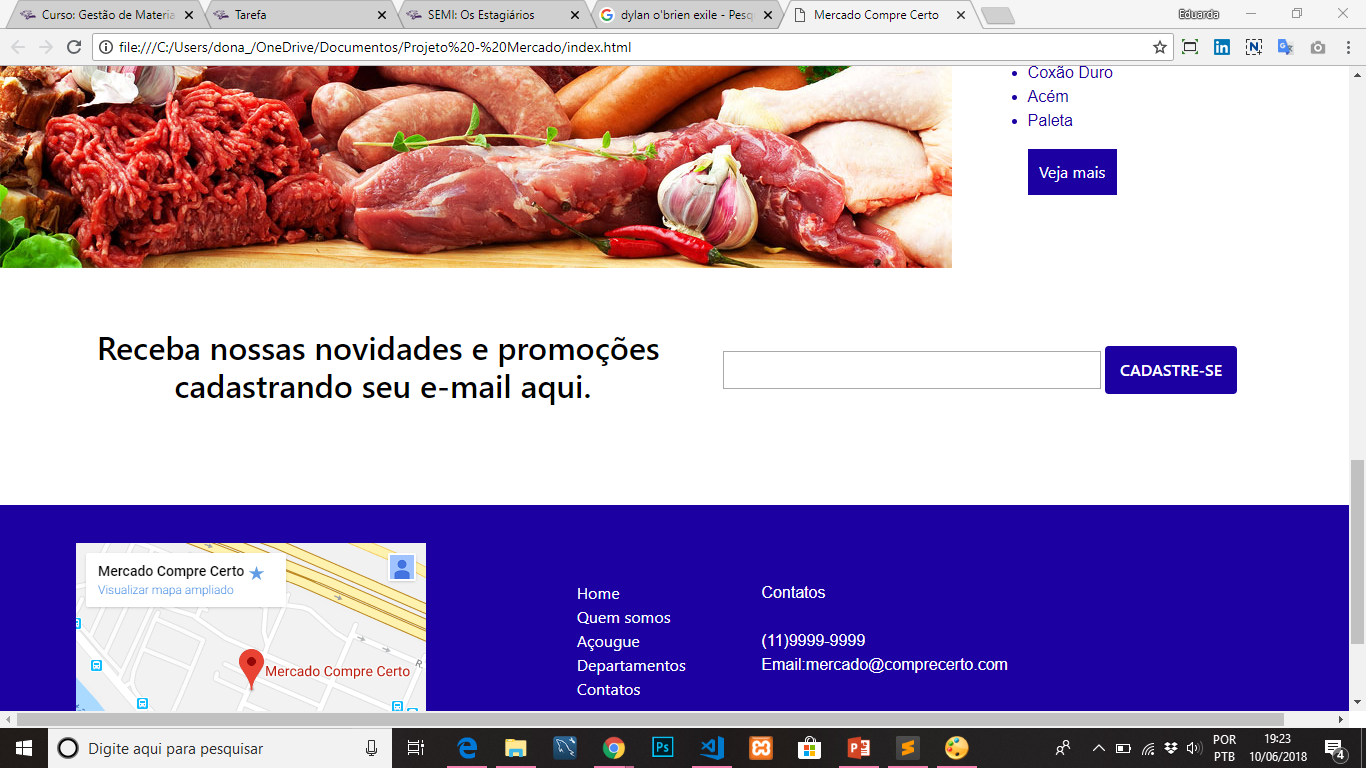 Curso: Gestão de Materia
Tarefa
SEMI: Os Estagiários
dylan o'brien exile - Pesq
Mercado Compre Certo
Eduarda
file:///C:/Users/dona_/OneDrive/Documentos/Projeto%20-%20Mercado/index.html
Coxão Duro
Acém
Paleta
Veja mais
Receba nossas novidades e promoções
cadastrando seu e-mail aqui.
CADASTRE-SE
Mercado Compre Certo
Visualizar mapa ampliado
Mercado Compre Certo
R
Home
Quem somos
Açougue
Departamentos
Contatos
Contatos
(11)9999-9999
Email:mercado@comprecerto.com
Digite aqui para pesquisar
POR
PTB
19:23
10/06/2018
4